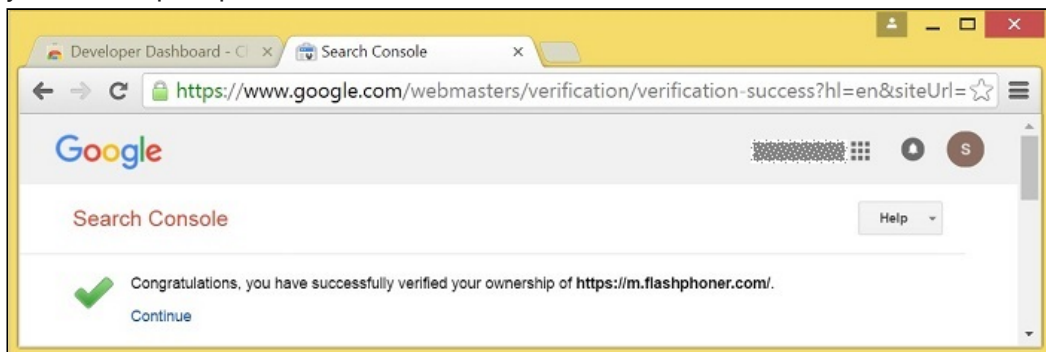 Developer Dashboard - C
Search Console
https://www.google.com/webmasters/verification/verification-success?hl=en&siteUrl=
Google
S
Search Console
Help
Congratulations, you have successfully verified your ownership of https://m.flashphoner.com/.
Continue